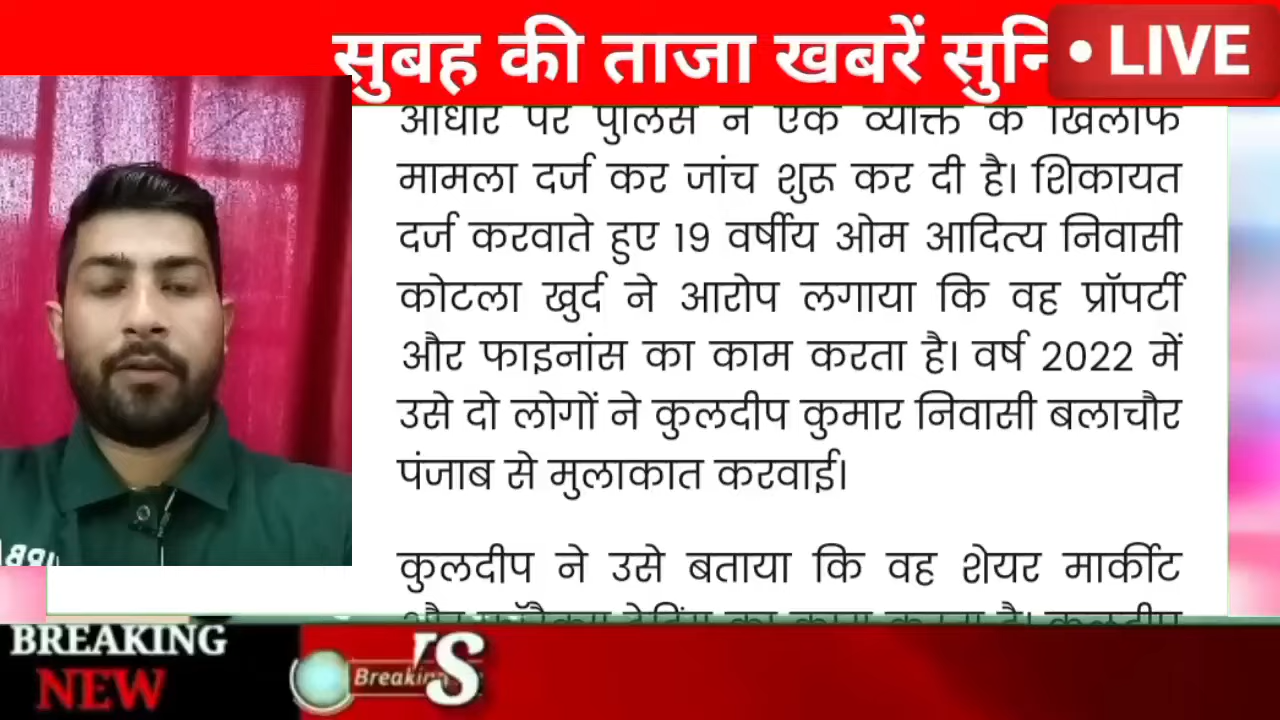 सुबह की ताजा खबरें सुनि
• LIVE
आधार पर पुलिस ने एक व्यक्ति के खिलाफ
मामला दर्ज कर जांच शुरू कर दी है। शिकायत
दर्ज करवाते हुए 19 वर्षीय ओम आदित्य निवासी
कोटला खुर्द ने आरोप लगाया कि वह प्रॉपर्टी
और फाइनांस का काम करता है। वर्ष 2022 में
उसे दो लोगों ने कुलदीप कुमार निवासी बलाचौर
पंजाब से मुलाकात करवाई।
कुलदीप ने उसे बताया कि वह शेयर मार्कीट
BREAKING
NEW
Breaking
'S